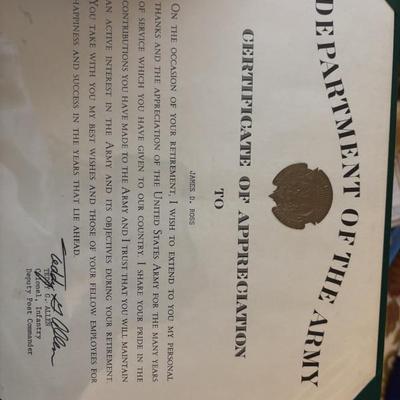 DEPARTMENT OF THE ARMY
CERTIFICATE OF APPRECIATION
TO
JAMES D. ROSS
ON THE OCCASION OF YOUR RETIREMENT, I WISH TO EXTEND TO YOU MY PERSONAL
THANKS AND THE APPRECIATION OF THE UNITED STATES ARMY FOR THE MANY YEARS
OF SERVICE WHICH YOU HAVE GIVEN TO OUR COUNTRY. I SHARE YOUR PRIDE IN THE
CONTRIBUTIONS YOU HAVE MADE TO THE ARMY AND I TRUST THAT YOU WILL MAINTAIN
AN ACTIVE INTEREST IN THE ARMY AND ITS OBJECTIVES DURING YOUR RETIREMENT.
YOU TAKE WITH YOU MY BEST WISHES AND THOSE OF YOUR FELLOW EMPLOYEES FOR
HAPPINESS AND SUCCESS IN THE YEARS THAT LIE AHEAD.
G. ALLEN
Colonel, Infantry
Deputy Post Commander